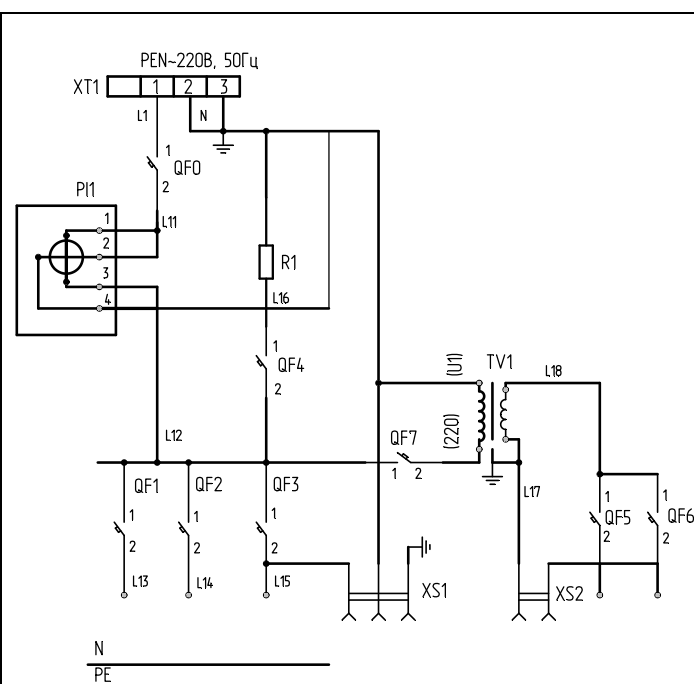 PEN~220В, 50Гц
XT1 1 2 3
L1 N
1
QF0
2
PI1
1 L11
2
3
4
R1
L16
1
QF4
2
(U1) TV1 L18
(220)
L12
QF7
1 2
L17
QF1 QF2 QF3
1 1 1
2 2 2
L13 L14 L15
1 1
QF5 QF6
2 2
XS1 XS2
N
PE